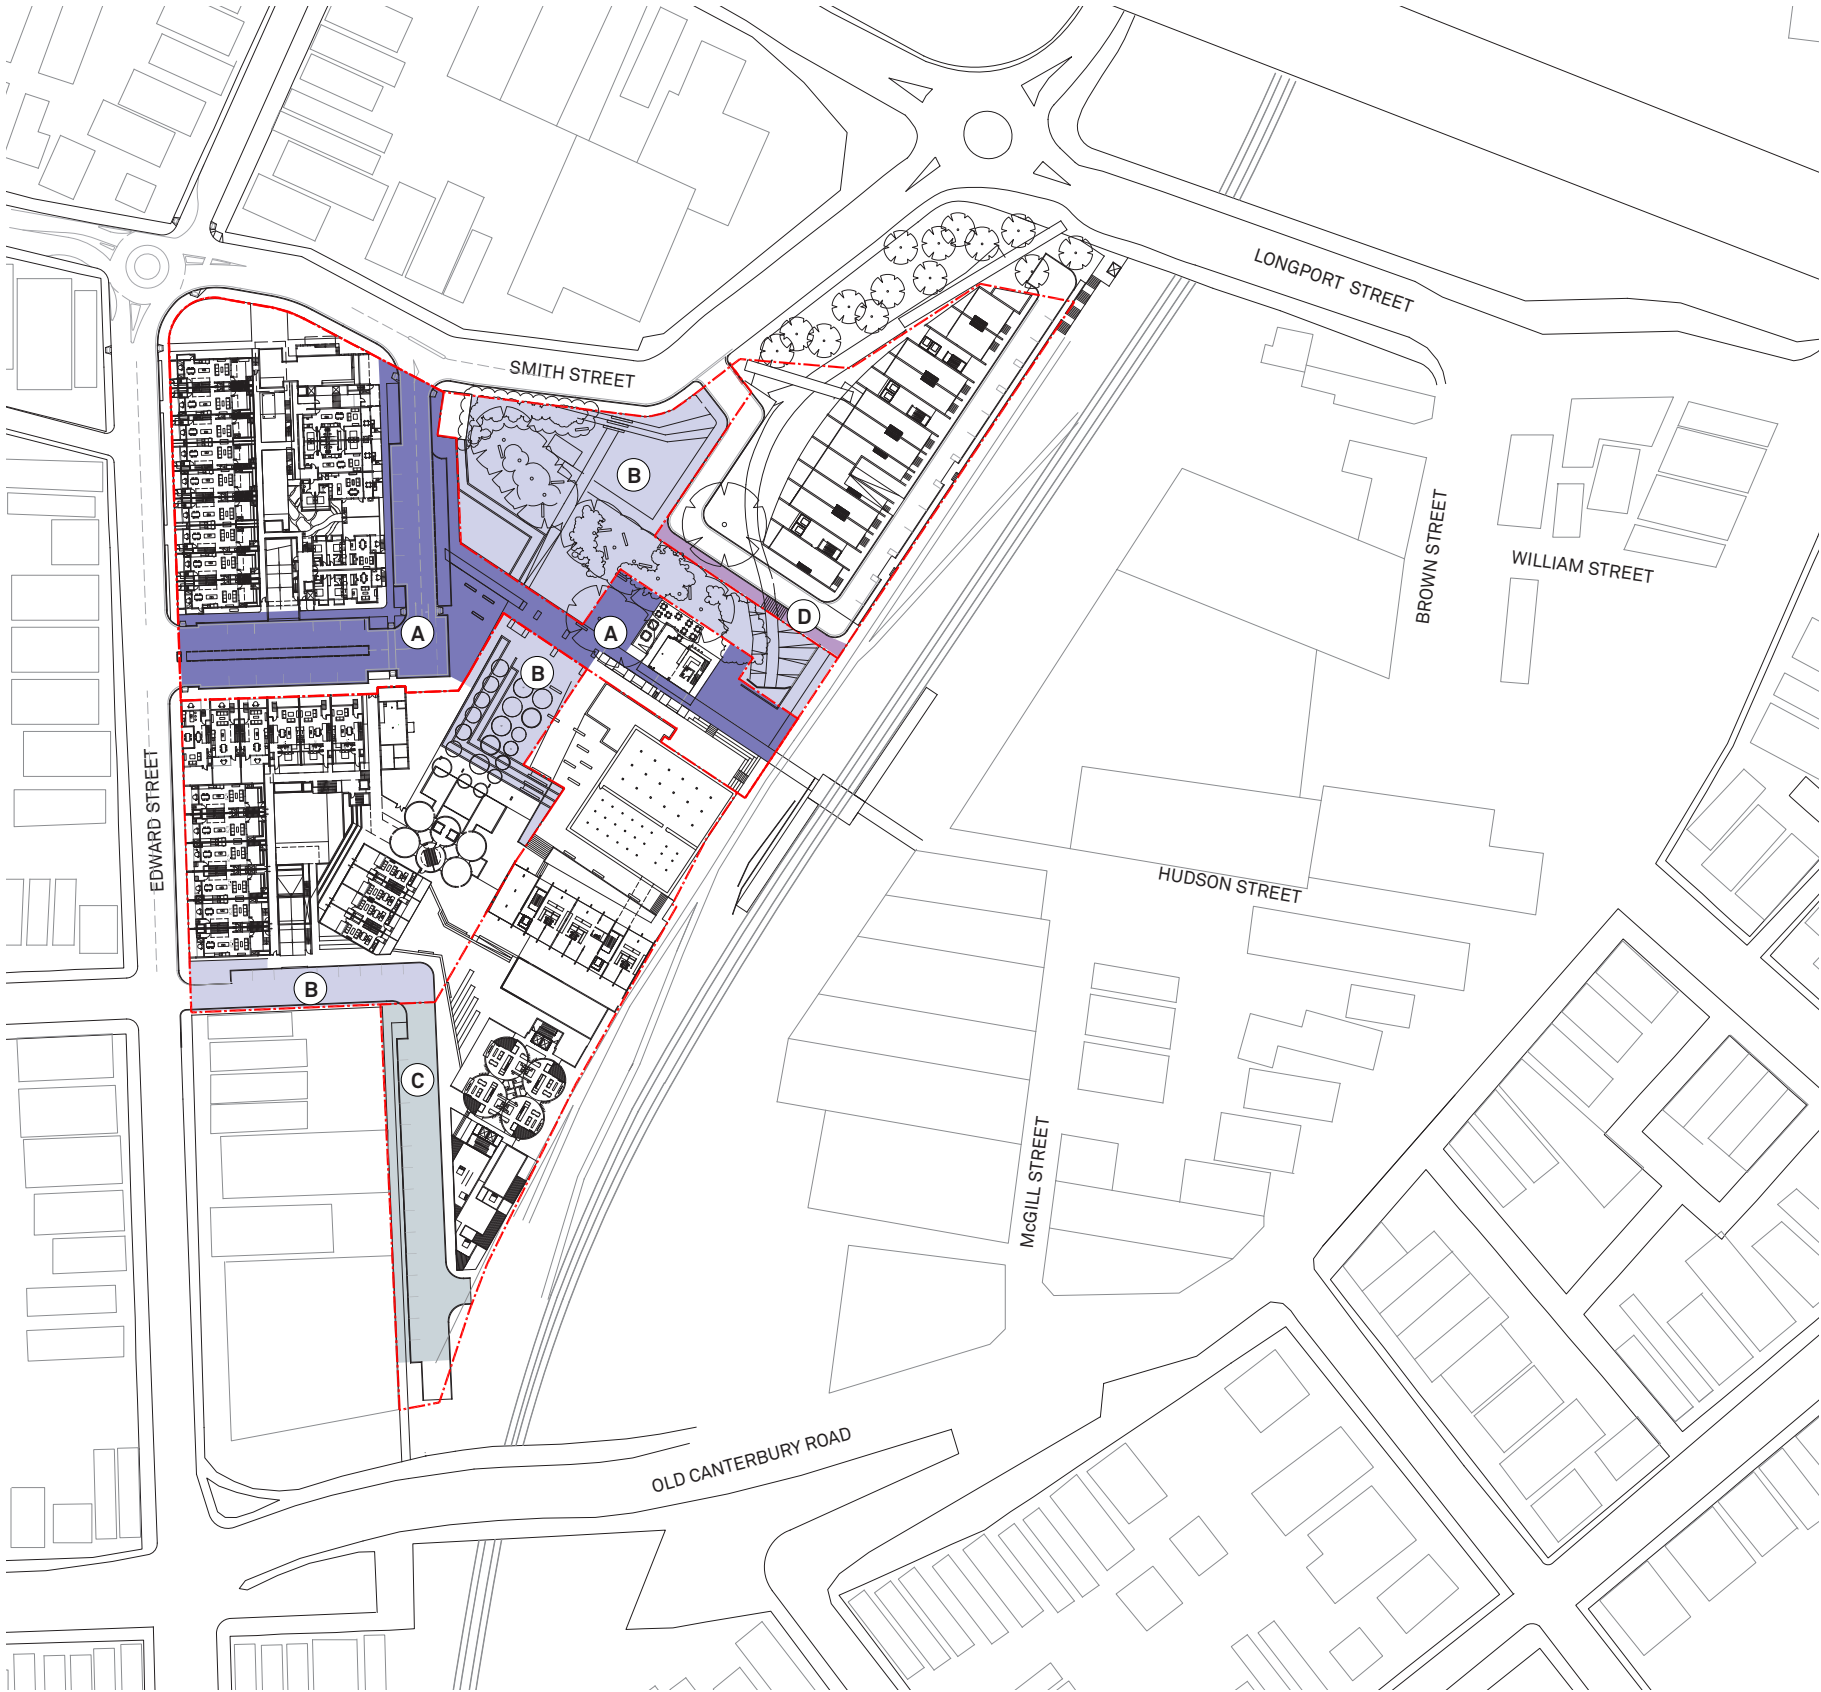 LONGPORT STREET
SMITH STREET
B
BROWN STREET
WILLIAM STREET
D
A
A
B
EDWARD STREET
HUDSON STREET
B
C
McGILL STREET
OLD CANTERBURY ROAD